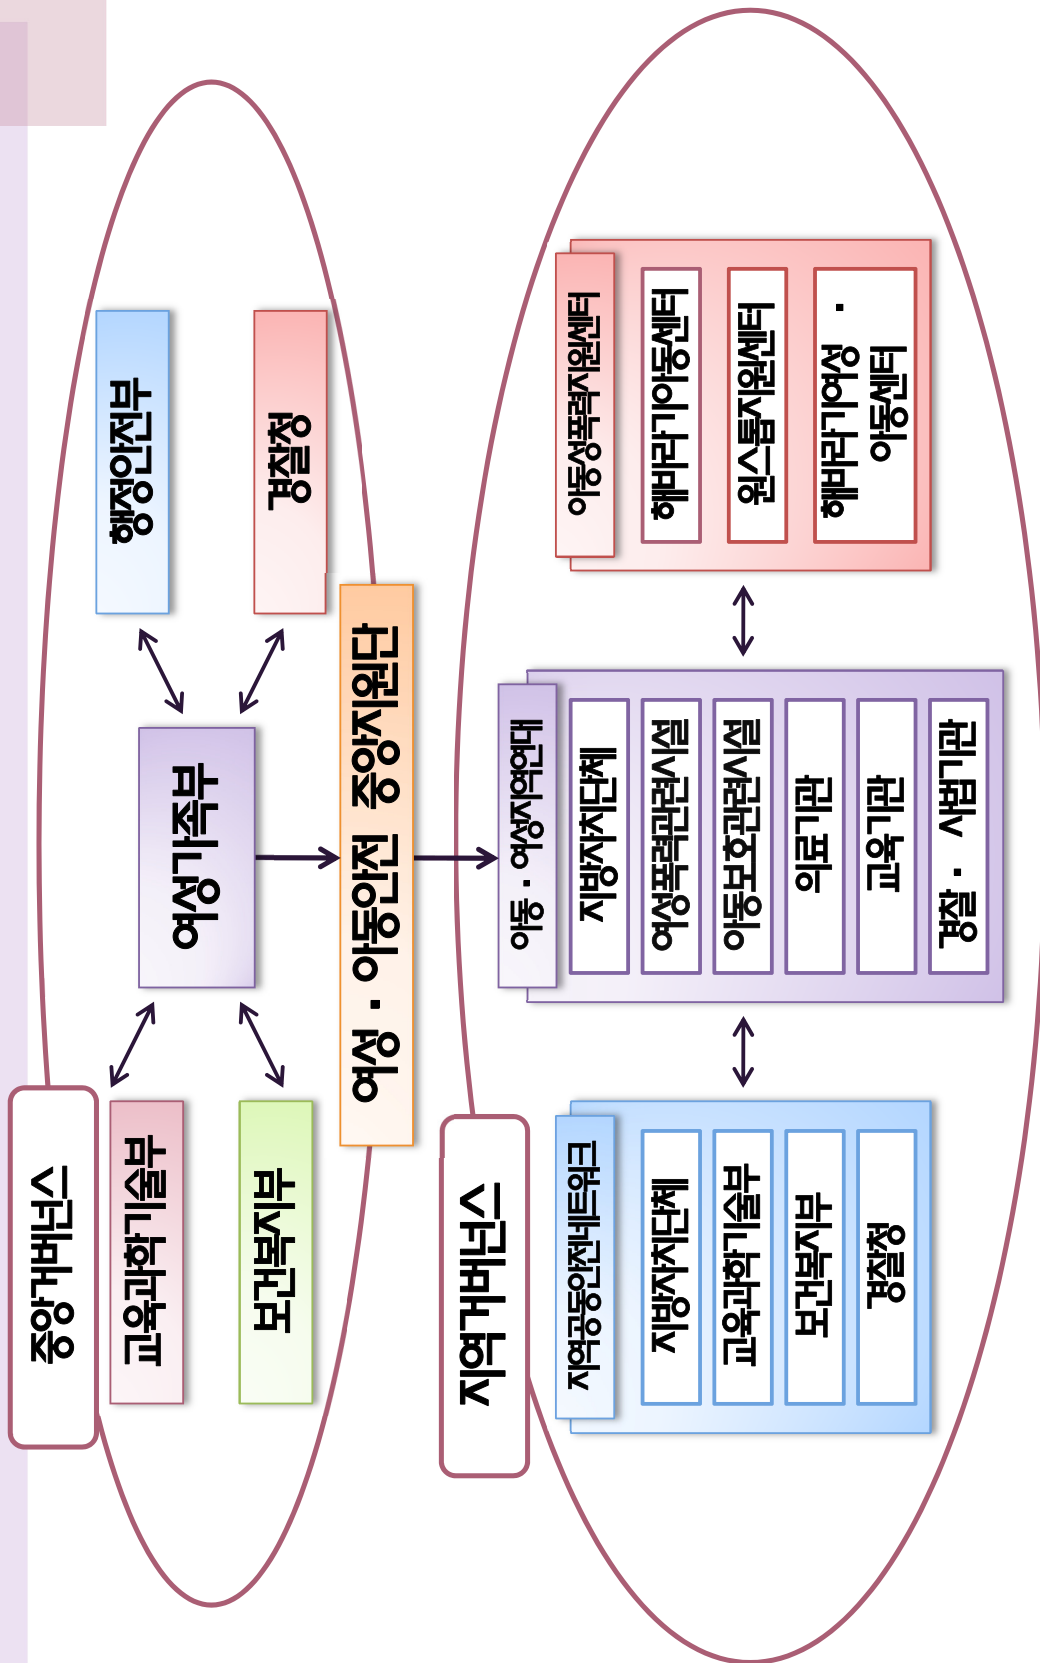 중앙거버넌스
교육과학기술부
행정안전부
여성가족부
보건복지부
경찰청
여성 · 아동안전 중앙지원단
지역거버넌스
지역공동안전네트워크
지방자치단체
교육과학기술부
보건복지부
경찰청
아동 · 여성지역연대
지방자치단체
여성폭력관련시설
아동보호관련시설
의료기관
교육기관
경찰 · 사법기관
아동성폭력지원센터
해바라기아동센터
원스톱지원센터
해바라기여성 ·
아동센터